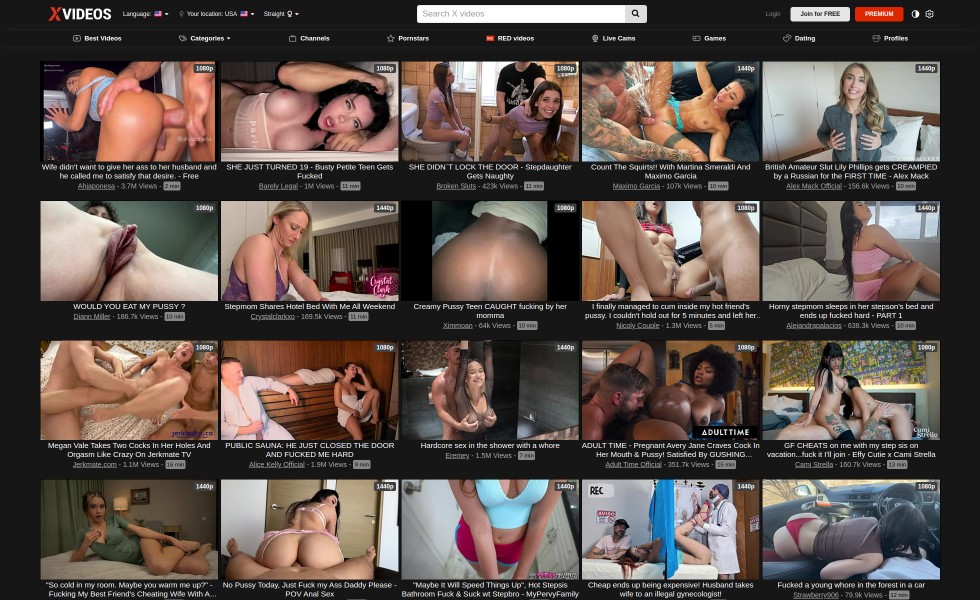 XVIDEOS
Language:
Your location: USA
Straight
Search X videos
Login
Join for FREE
PREMIUM
Best Videos
Categories
Channels
Pornstars
RED videos
Live Cams
Games
Dating
Profiles
1080p
1080p
1080p
1440p
1440p
Wife didn't want to give her ass to her husband and
he called me to satisfy that desire. - Free
Ahjaponesa - 3.7M Views - 2 min
SHE JUST TURNED 19 - Busty Petite Teen Gets
Fucked
Barely Legal - 1M Views - 11 min
SHE DIDN'T LOCK THE DOOR - Stepdaughter
Gets Naughty
Broken Sluts - 423k Views - 11 min
Count The Squirts!! With Martina Smeraldi And
Maximo Garcia
Maximo Garcia - 107k Views - 10 min
British Amateur Slut Lily Phillips gets CREAMPIED
by a Russian for the FIRST TIME - Alex Mack
Alex Mack Official - 156.6k Views - 10 min
1080p
1440p
Crystal
Clark
1080p
1080p
1440p
WOULD YOU EAT MY PUSSY ?
Diann Miller - 186.7k Views - 10 min
Stepmom Shares Hotel Bed With Me All Weekend
Crystalclarkxo - 169.5k Views - 11 min
Creamy Pussy Teen CAUGHT fucking by her
momma
Ximmoan - 64k Views - 10 min
I finally managed to cum inside my hot friend's
pussy. I couldn't hold out for 5 minutes and left her..
Nicoly Couple - 1.3M Views - 5 min
Horny stepmom sleeps in her stepson's bed and
ends up fucked hard - PART 1
Alejandrapalacios - 638.3k Views - 10 min
1080p
1080p
1440p
1080p
ADULT TIME
1080p
Cami
Strella
Megan Vale Takes Two Cocks In Her Holes And
Orgasm Like Crazy On Jerkmate TV
Jerkmate.com - 1.1M Views - 16 min
PUBLIC SAUNA: HE JUST CLOSED THE DOOR
AND FUCKED ME HARD
Alice Kelly Official - 1.9M Views - 9 min
Hardcore sex in the shower with a whore
Eremey - 1.5M Views - 7 min
ADULT TIME - Pregnant Avery Jane Craves Cock In
Her Mouth & Pussy! Satisfied By GUSHING...
Adult Time Official - 351.7k Views - 15 min
GF CHEATS on me with my step sis on
vacation...fuck it I'll join - Effy Cutie x Cami Strella
Cami Strella - 160.7k Views - 13 min
1440p
1440p
1440p
REC
AVISO
1440p
1080p
"So cold in my room. Maybe you warm me up?" -
Fucking My Best Friend's Cheating Wife With A...
No Pussy Today, Just Fuck my Ass Daddy Please -
POV Anal Sex
"Maybe It Will Speed Things Up", Hot Stepsis
Bathroom Fuck & Suck wt Stepbro - MyPervyFamily
Cheap ends up being expensive! Husband takes
wife to an illegal gynecologist!
Fucked a young whore in the forest in a car
Strawberry906 - 79.9k Views - 12 min